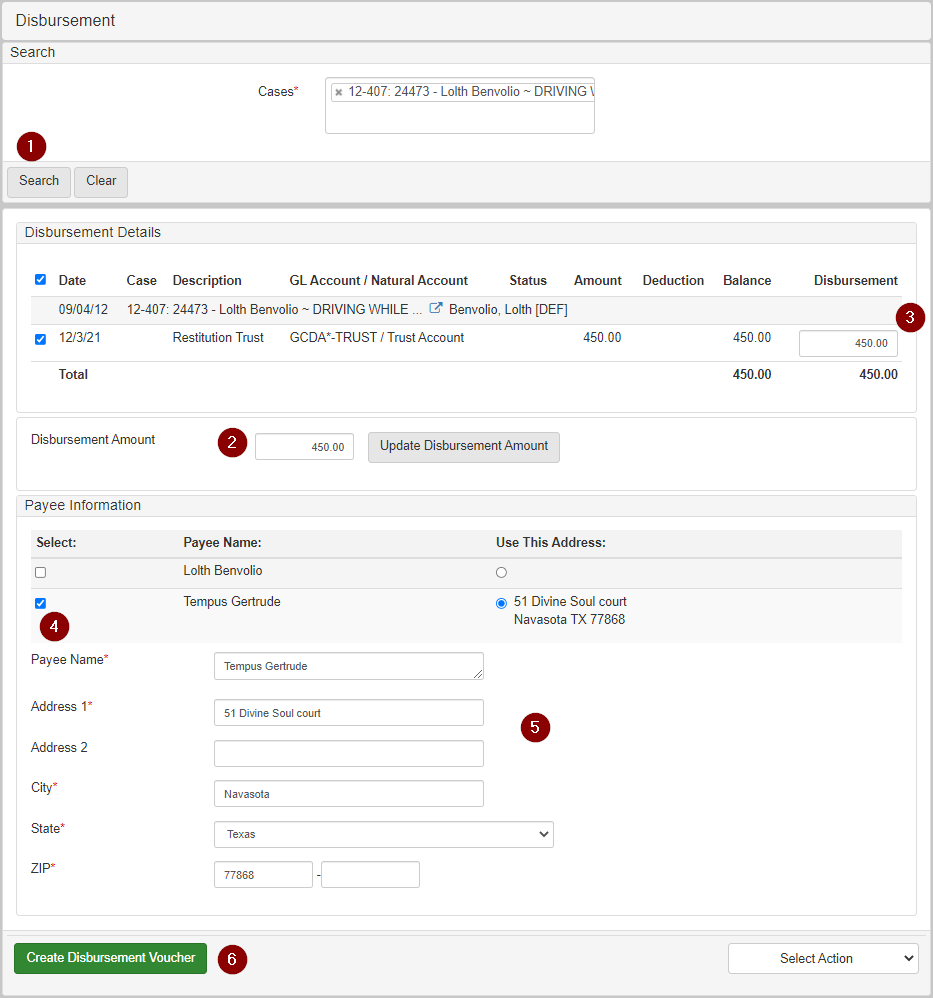 Disbursement
Search
Cases*
× 12-407: 24473 - Lolth Benvolio ~ DRIVING
1
Search Clear
Disbursement Details
Date Case Description GL Account / Natural Account Status Amount Deduction Balance Disbursement
09/04/12 12-407: 24473 - Lolth Benvolio ~ DRIVING WHILE ... Benvolio, Lolth [DEF]
3
12/3/21 Restitution Trust GCDA*-TRUST / Trust Account 450.00 450.00 450.00
Total 450.00 450.00
Disbursement Amount 2 450.00 Update Disbursement Amount
Payee Information
Select: Payee Name: Use This Address:
Lolth Benvolio
Tempus Gertrude 51 Divine Soul court
Navasota TX 77868
4
Payee Name* Tempus Gertrude
Address 1* 51 Divine Soul court
5
Address 2
City* Navasota
State* Texas
ZIP* 77868 -
Create Disbursement Voucher 6 Select Action